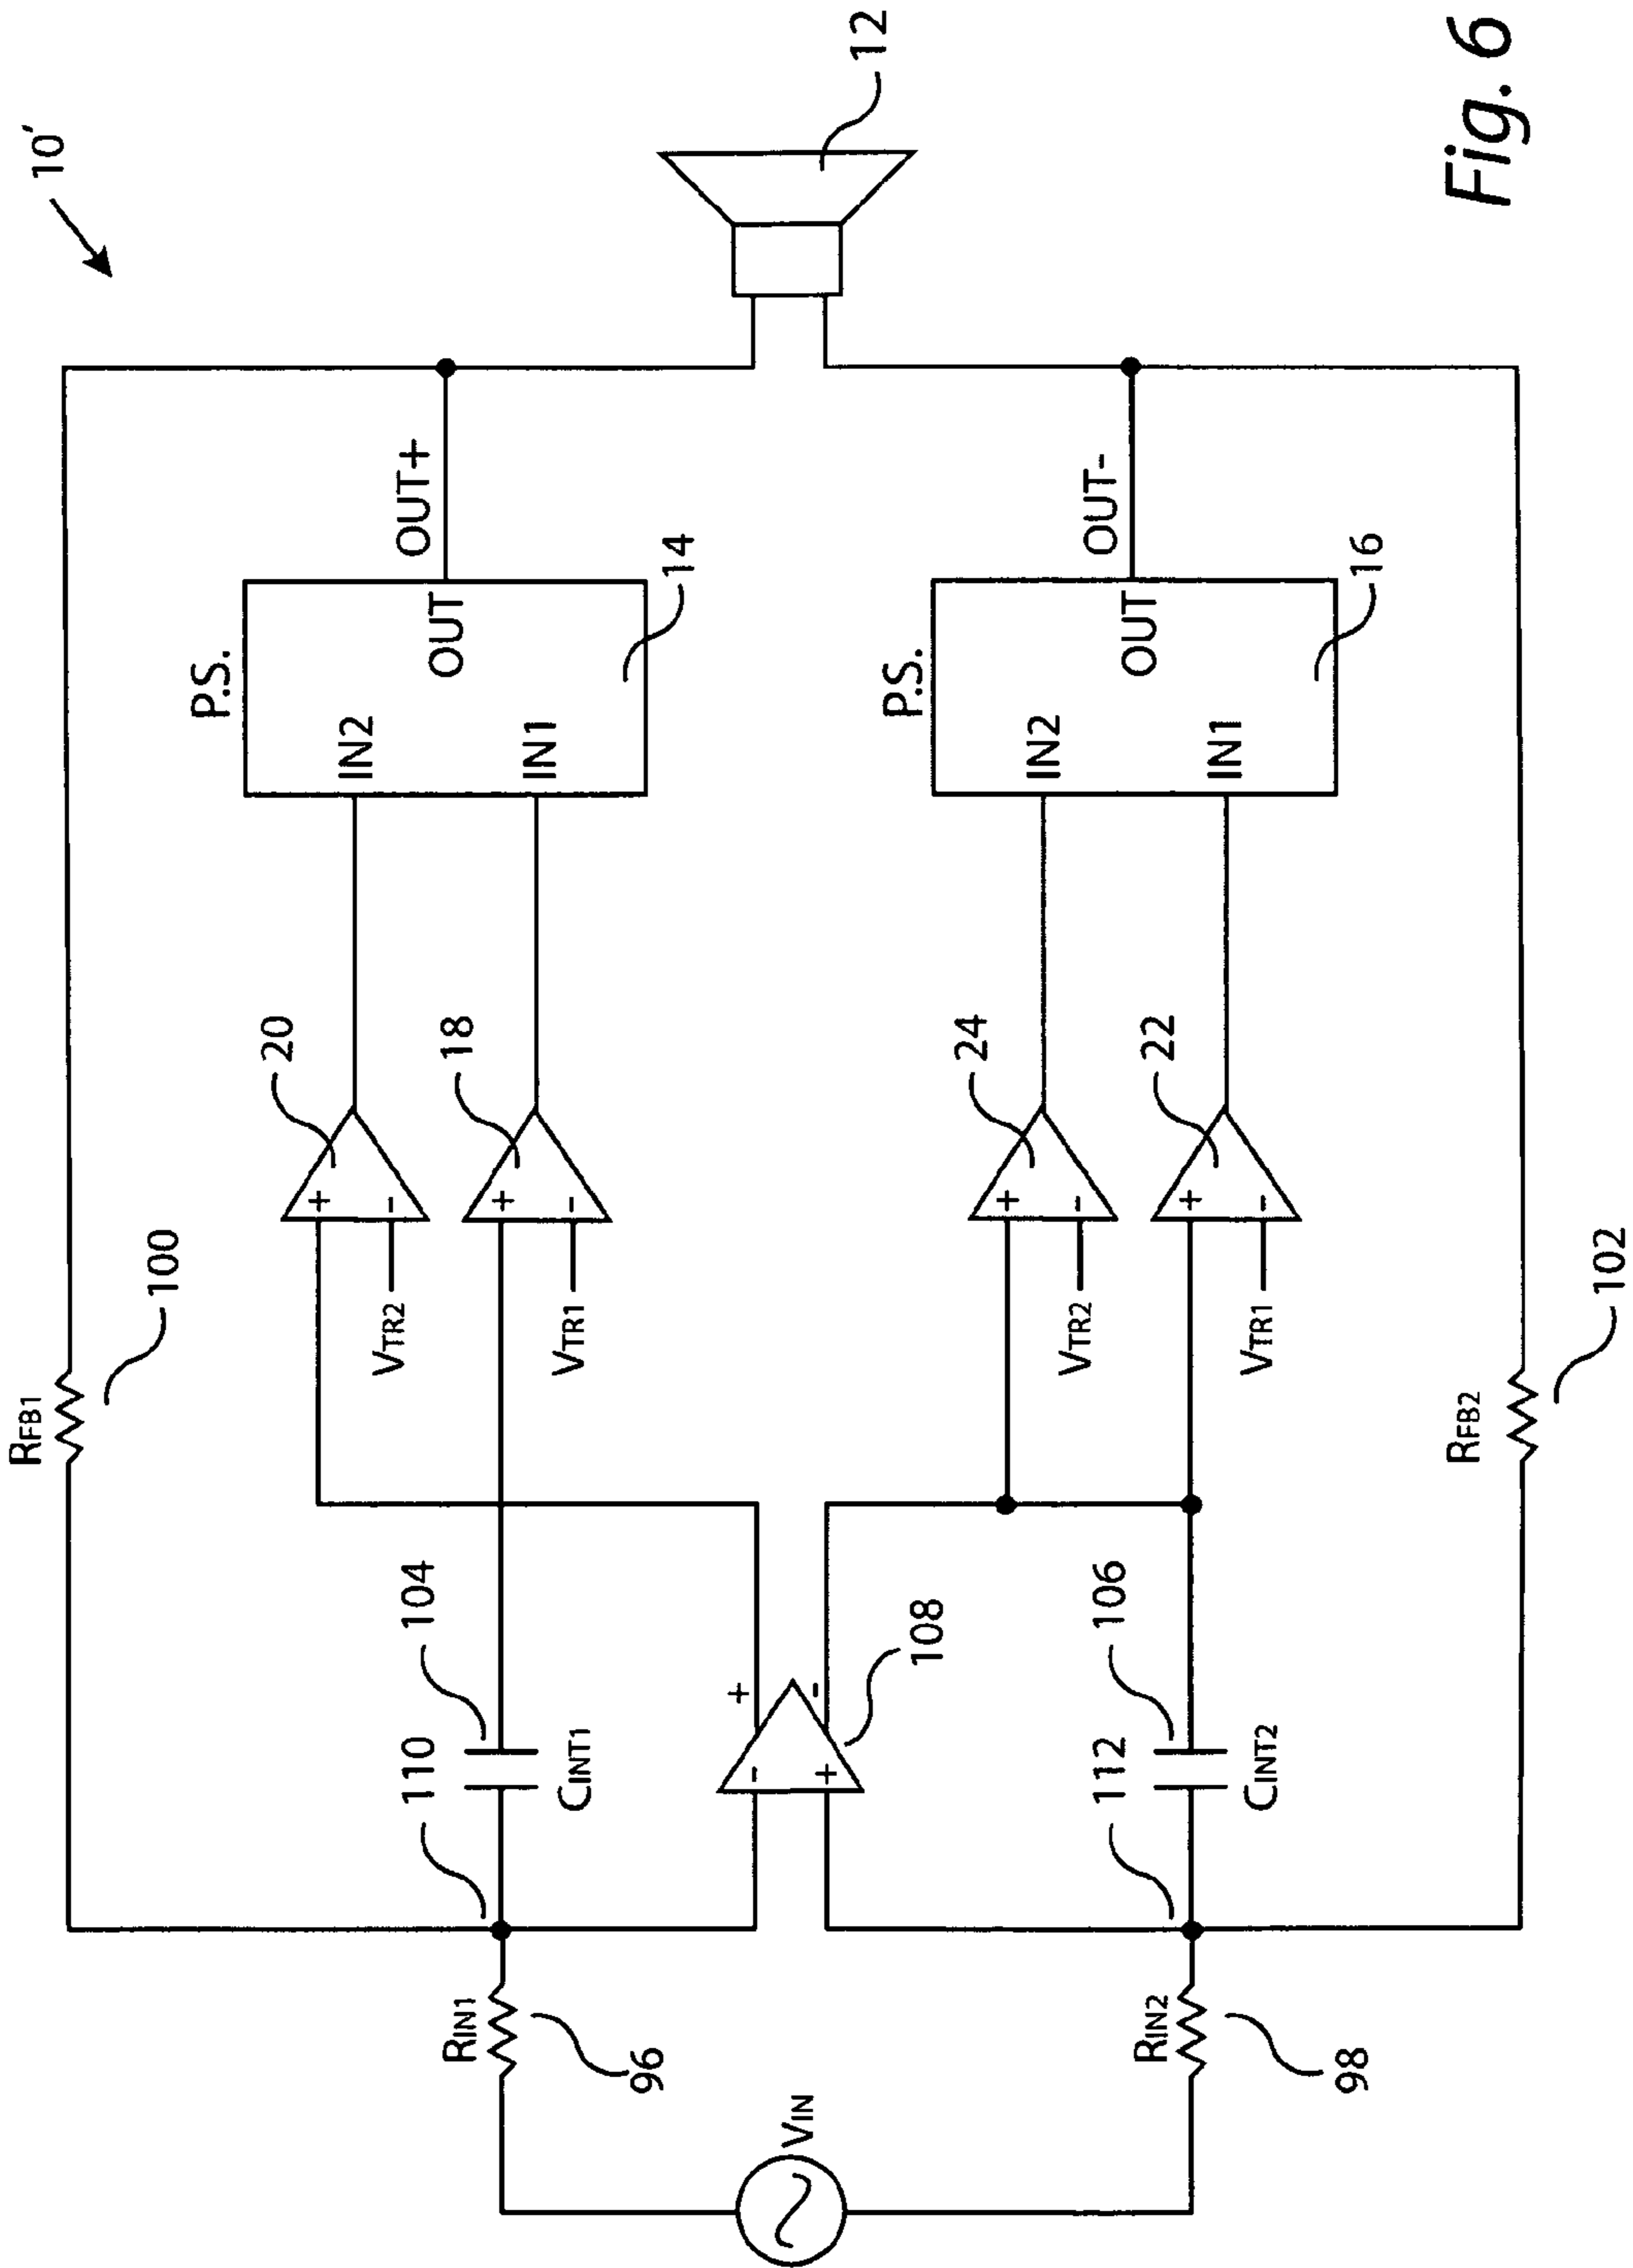 10'
RFB1
100
P.S.
IN2
OUT
OUT+
IN1
14
20
+
-
VTR2
18
+
-
VTR1
110
104
CINT1
RIN1
96
VIN
-
+
+
-
108
12
P.S.
IN2
OUT
OUT-
IN1
16
24
+
-
VTR2
22
+
-
VTR1
112
106
CINT2
RIN2
98
RFB2
102
Fig. 6